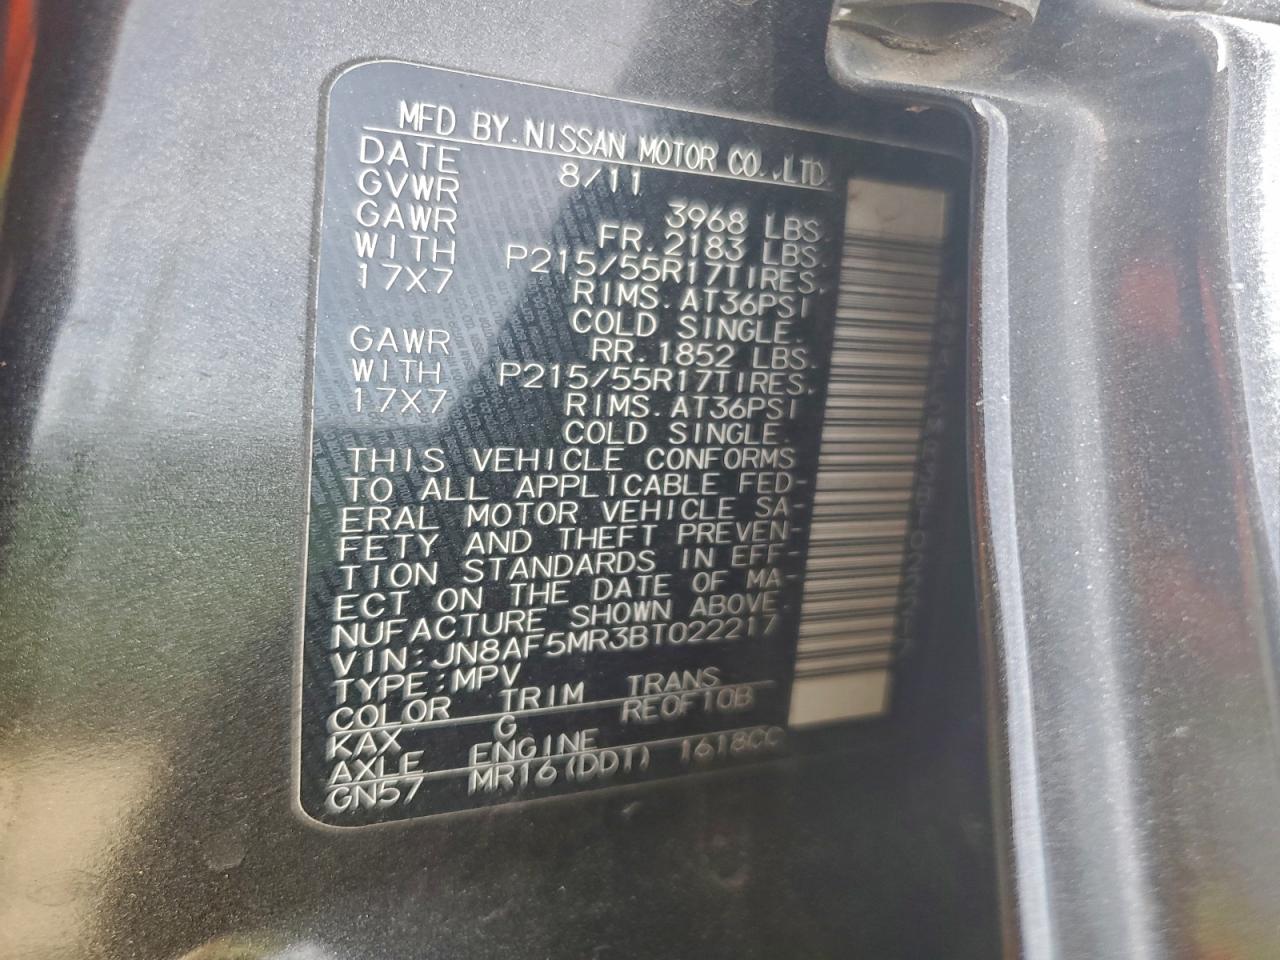 MFD BY. NISSAN MOTOR CO., LTD.
DATE 8/11
GVWR 3968 LBS.
GAWR FR. 2183 LBS.
WITH P215/55R17TIRES,
17X7 RIMS. AT36PSI
COLD SINGLE.
GAWR RR. 1852 LBS.
WITH P215/55R17TIRES,
17X7 RIMS. AT36PSI
COLD SINGLE.
THIS VEHICLE CONFORMS
TO ALL APPLICABLE FED-
ERAL MOTOR VEHICLE SA-
FETY AND THEFT PREVEN-
TION STANDARDS IN EFF-
ECT ON THE DATE OF MA-
NUFACTURE SHOWN ABOVE.
VIN:JN8AF5MR3BT022217
TYPE:MPV
COLOR TRIM TRANS
KAX G RE0F10B
AXLE ENGINE
GN57 MR16(DDT) 1618CC